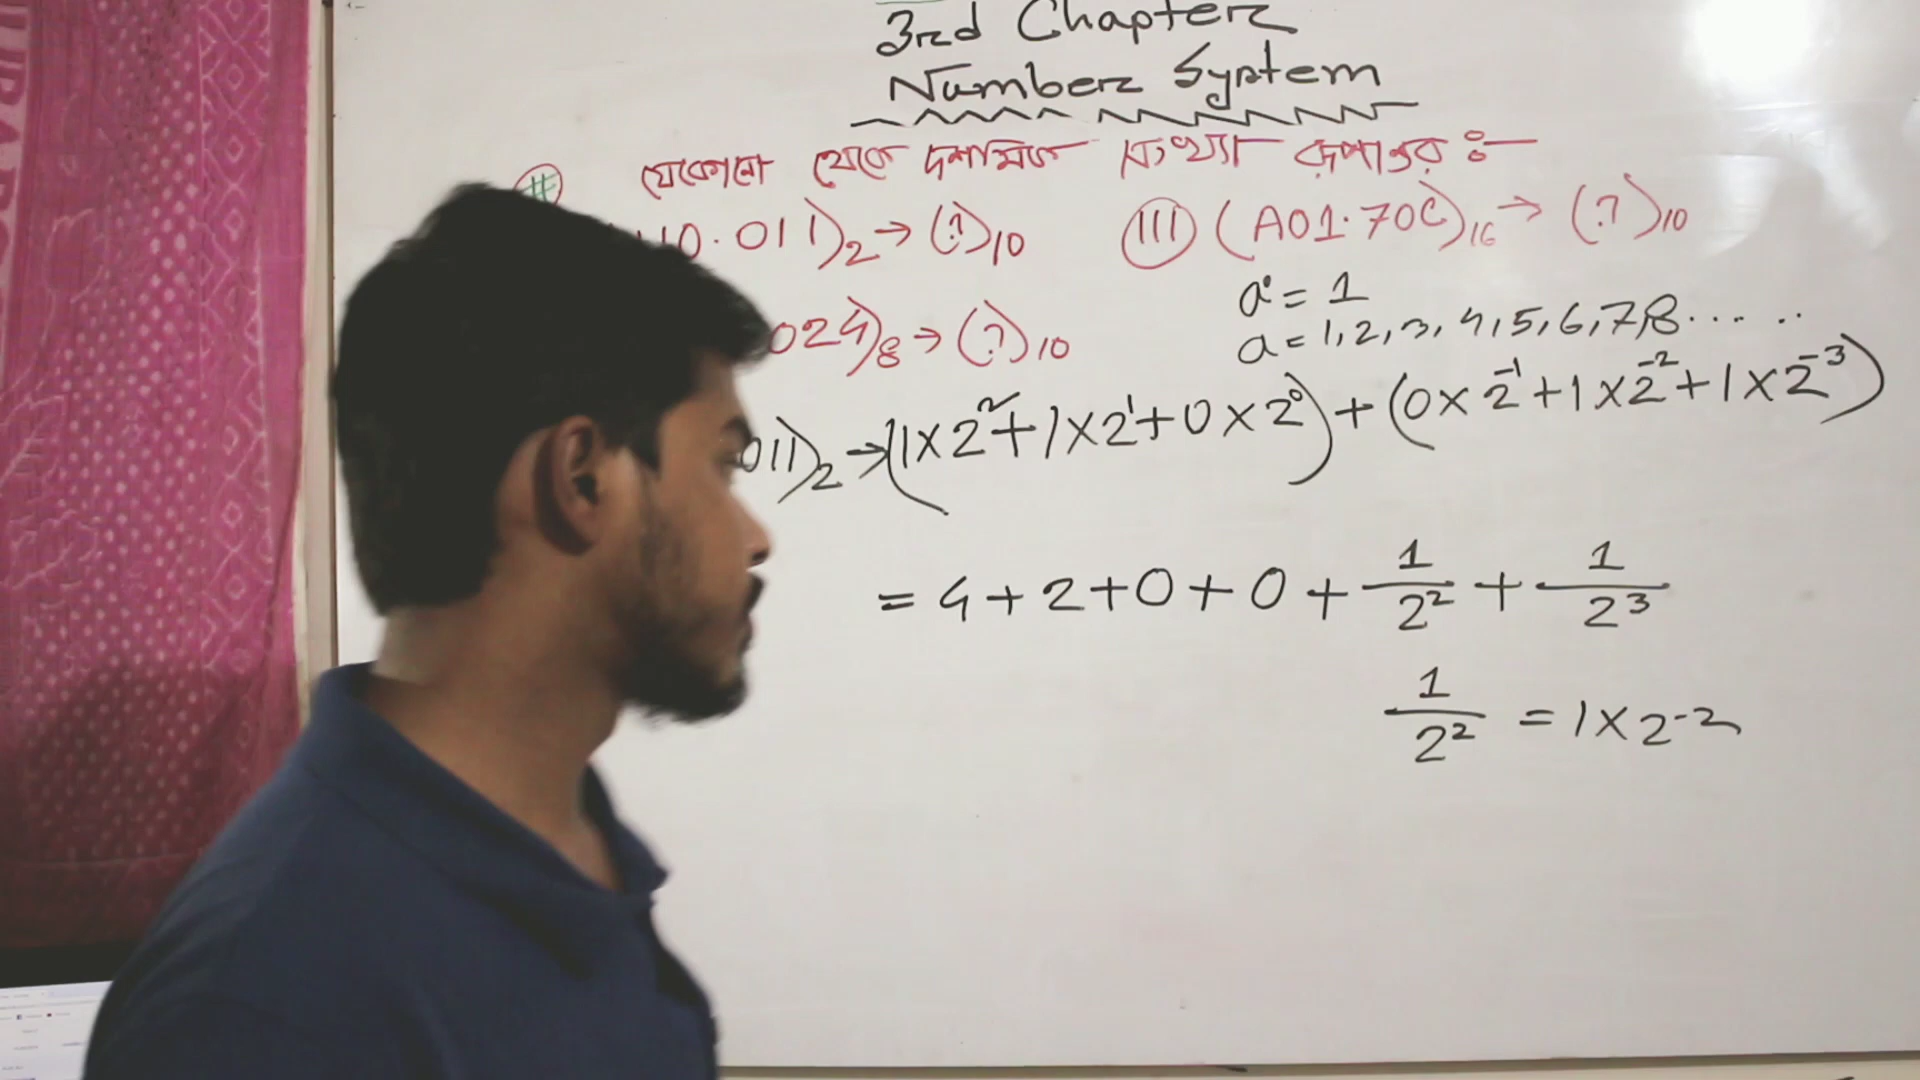 3rd Chapter
Number System
# যেকোনো থেকে দশমিক সংখ্যা রূপান্তর :-
110.011)₂ → (?)₁₀ III (A01.70C)₁₆ → (?)₁₀
024)₈ → (?)₁₀
a⁰ = 1
a = 1,2,3,4,5,6,7,8.... ..
011)₂ → (1×2²+1×2¹+0×2⁰)+(0×2⁻¹+1×2⁻²+1×2⁻³)
= 4+2+0+0+1/2²+1/2³
1/2² = 1×2-2